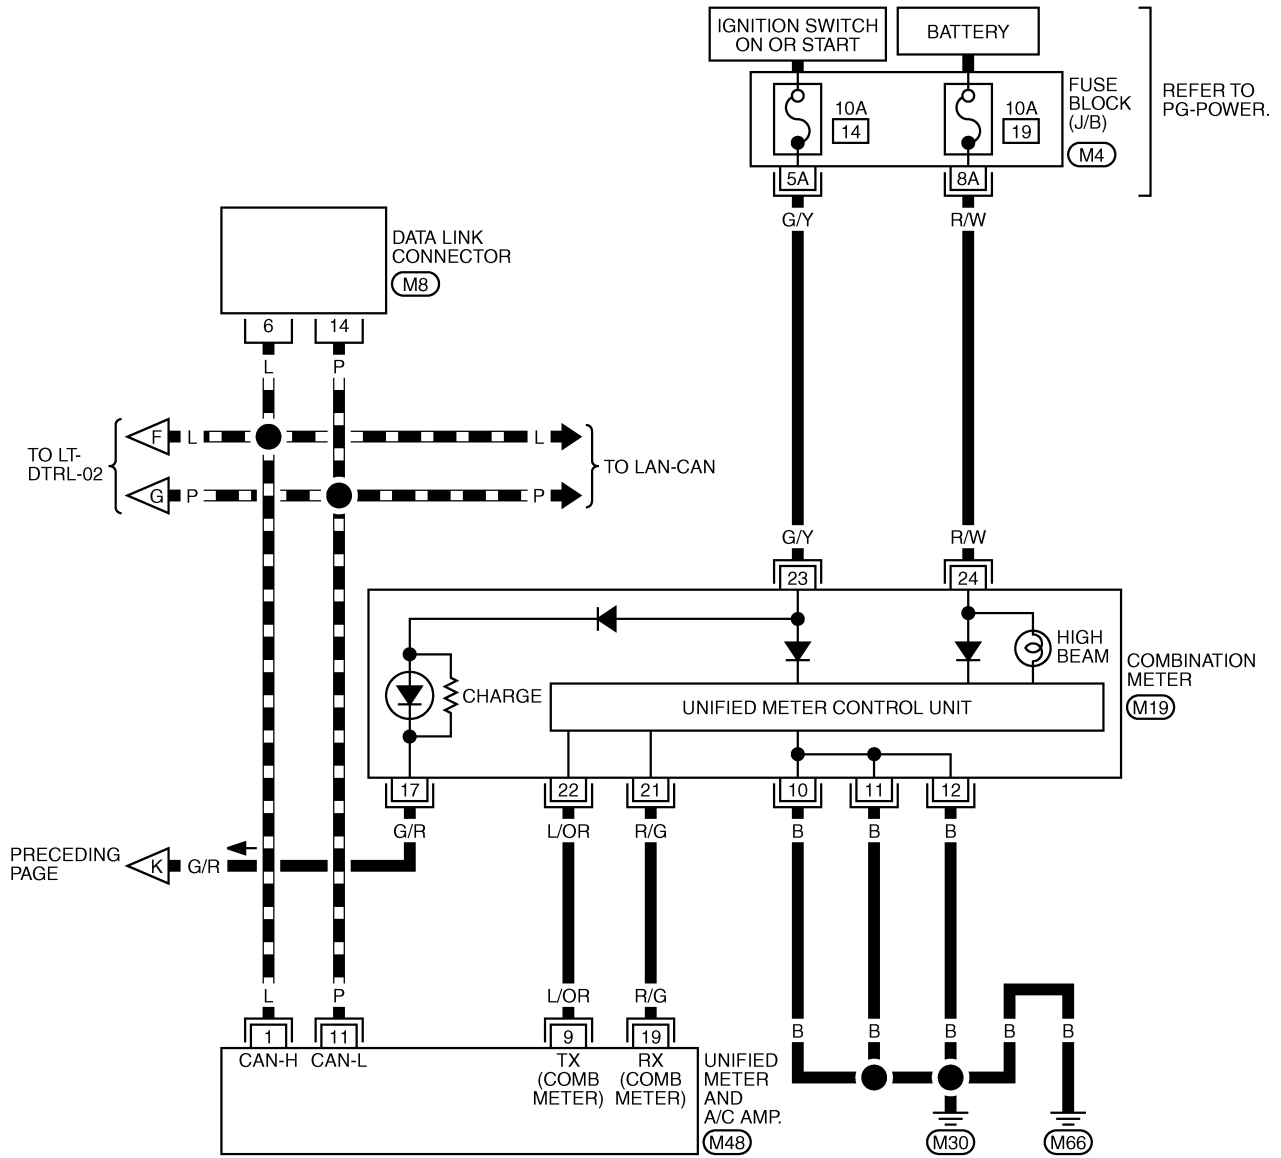 IGNITION SWITCH
ON OR START
BATTERY
10A
14
10A
19
FUSE
BLOCK
(J/B)
M4
REFER TO
PG-POWER.
5A
8A
G/Y
R/W
DATA LINK
CONNECTOR
M8
6
14
L
P
TO LT-
DTRL-02
F
L
L
G
P
P
TO LAN-CAN
G/Y
R/W
23
24
HIGH
BEAM
COMBINATION
METER
M19
CHARGE
UNIFIED METER CONTROL UNIT
17
22
21
10
11
12
G/R
L/OR
R/G
B
B
B
PRECEDING
PAGE
K
G/R
L
P
L/OR
R/G
B
B
B
B
B
1
11
9
19
CAN-H
CAN-L
TX
(COMB
METER)
RX
(COMB
METER)
UNIFIED
METER
AND
A/C AMP.
M48
M30
M66